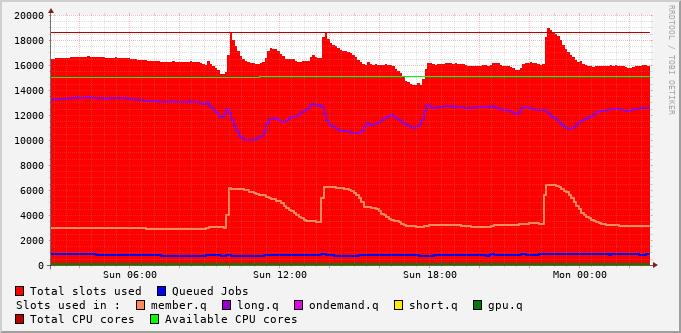 20000
18000
16000
14000
12000
10000
8000
6000
4000
2000
0
Sun 06:00 Sun 12:00 Sun 18:00 Mon 00:00
RRDTOOL / TOBI OETIKER
Total slots used Queued Jobs
Slots used in : member.q long.q ondemand.q short.q gpu.q
Total CPU cores Available CPU cores